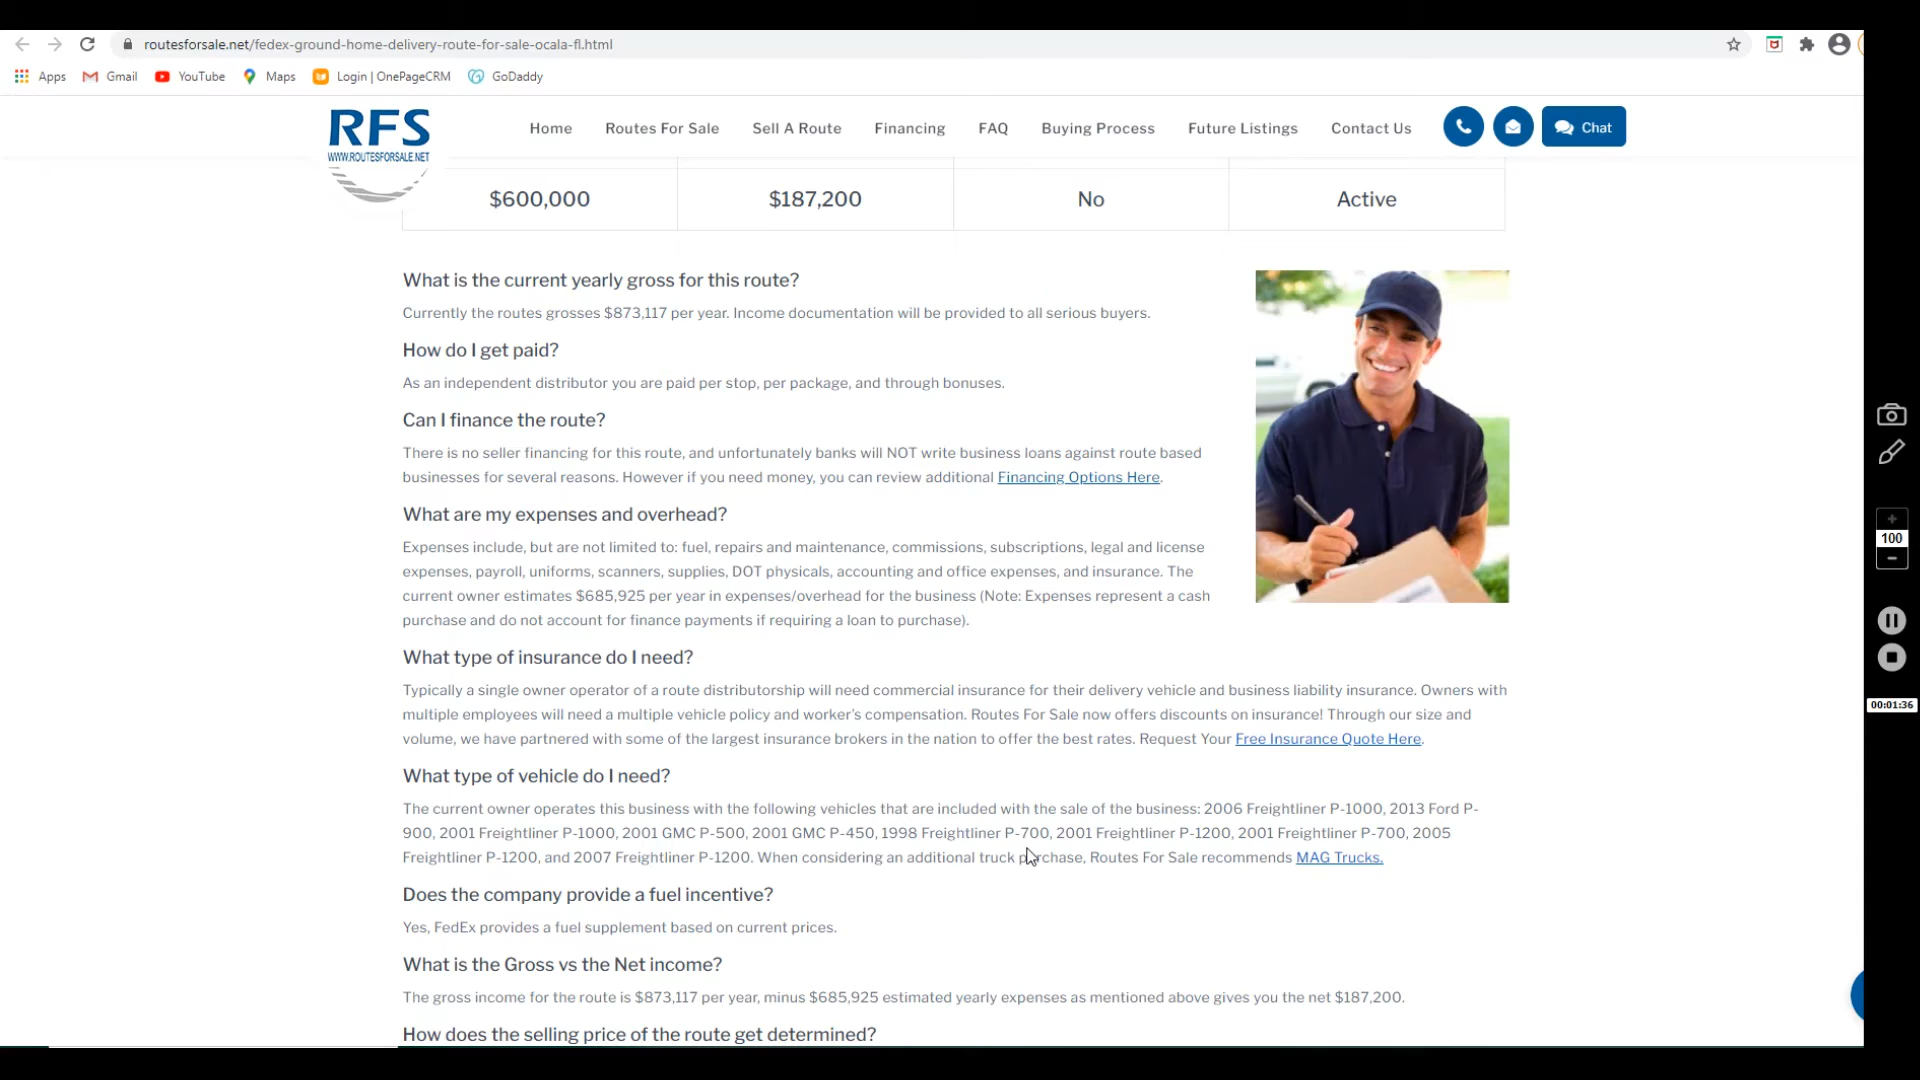 routesforsale.net/fedex-ground-home-delivery-route-for-sale-ocala-fl.html
Apps Gmail YouTube Maps Login | OnePageCRM GoDaddy
RFS
WWW.ROUTESFORSALE.NET
Home Routes For Sale Sell A Route Financing FAQ Buying Process Future Listings Contact Us Chat
$600,000 $187,200 No Active
What is the current yearly gross for this route?
Currently the routes grosses $873,117 per year. Income documentation will be provided to all serious buyers.
How do I get paid?
As an independent distributor you are paid per stop, per package, and through bonuses.
Can I finance the route?
There is no seller financing for this route, and unfortunately banks will NOT write business loans against route based
businesses for several reasons. However if you need money, you can review additional Financing Options Here.
What are my expenses and overhead?
Expenses include, but are not limited to: fuel, repairs and maintenance, commissions, subscriptions, legal and license
expenses, payroll, uniforms, scanners, supplies, DOT physicals, accounting and office expenses, and insurance. The
current owner estimates $685,925 per year in expenses/overhead for the business (Note: Expenses represent a cash
purchase and do not account for finance payments if requiring a loan to purchase).
What type of insurance do I need?
Typically a single owner operator of a route distributorship will need commercial insurance for their delivery vehicle and business liability insurance. Owners with
multiple employees will need a multiple vehicle policy and worker's compensation. Routes For Sale now offers discounts on insurance! Through our size and
volume, we have partnered with some of the largest insurance brokers in the nation to offer the best rates. Request Your Free Insurance Quote Here.
What type of vehicle do I need?
The current owner operates this business with the following vehicles that are included with the sale of the business: 2006 Freightliner P-1000, 2013 Ford P-
900, 2001 Freightliner P-1000, 2001 GMC P-500, 2001 GMC P-450, 1998 Freightliner P-700, 2001 Freightliner P-1200, 2001 Freightliner P-700, 2005
Freightliner P-1200, and 2007 Freightliner P-1200. When considering an additional truck purchase, Routes For Sale recommends MAG Trucks.
Does the company provide a fuel incentive?
Yes, FedEx provides a fuel supplement based on current prices.
What is the Gross vs the Net income?
The gross income for the route is $873,117 per year, minus $685,925 estimated yearly expenses as mentioned above gives you the net $187,200.
How does the selling price of the route get determined?
100
00:01:36